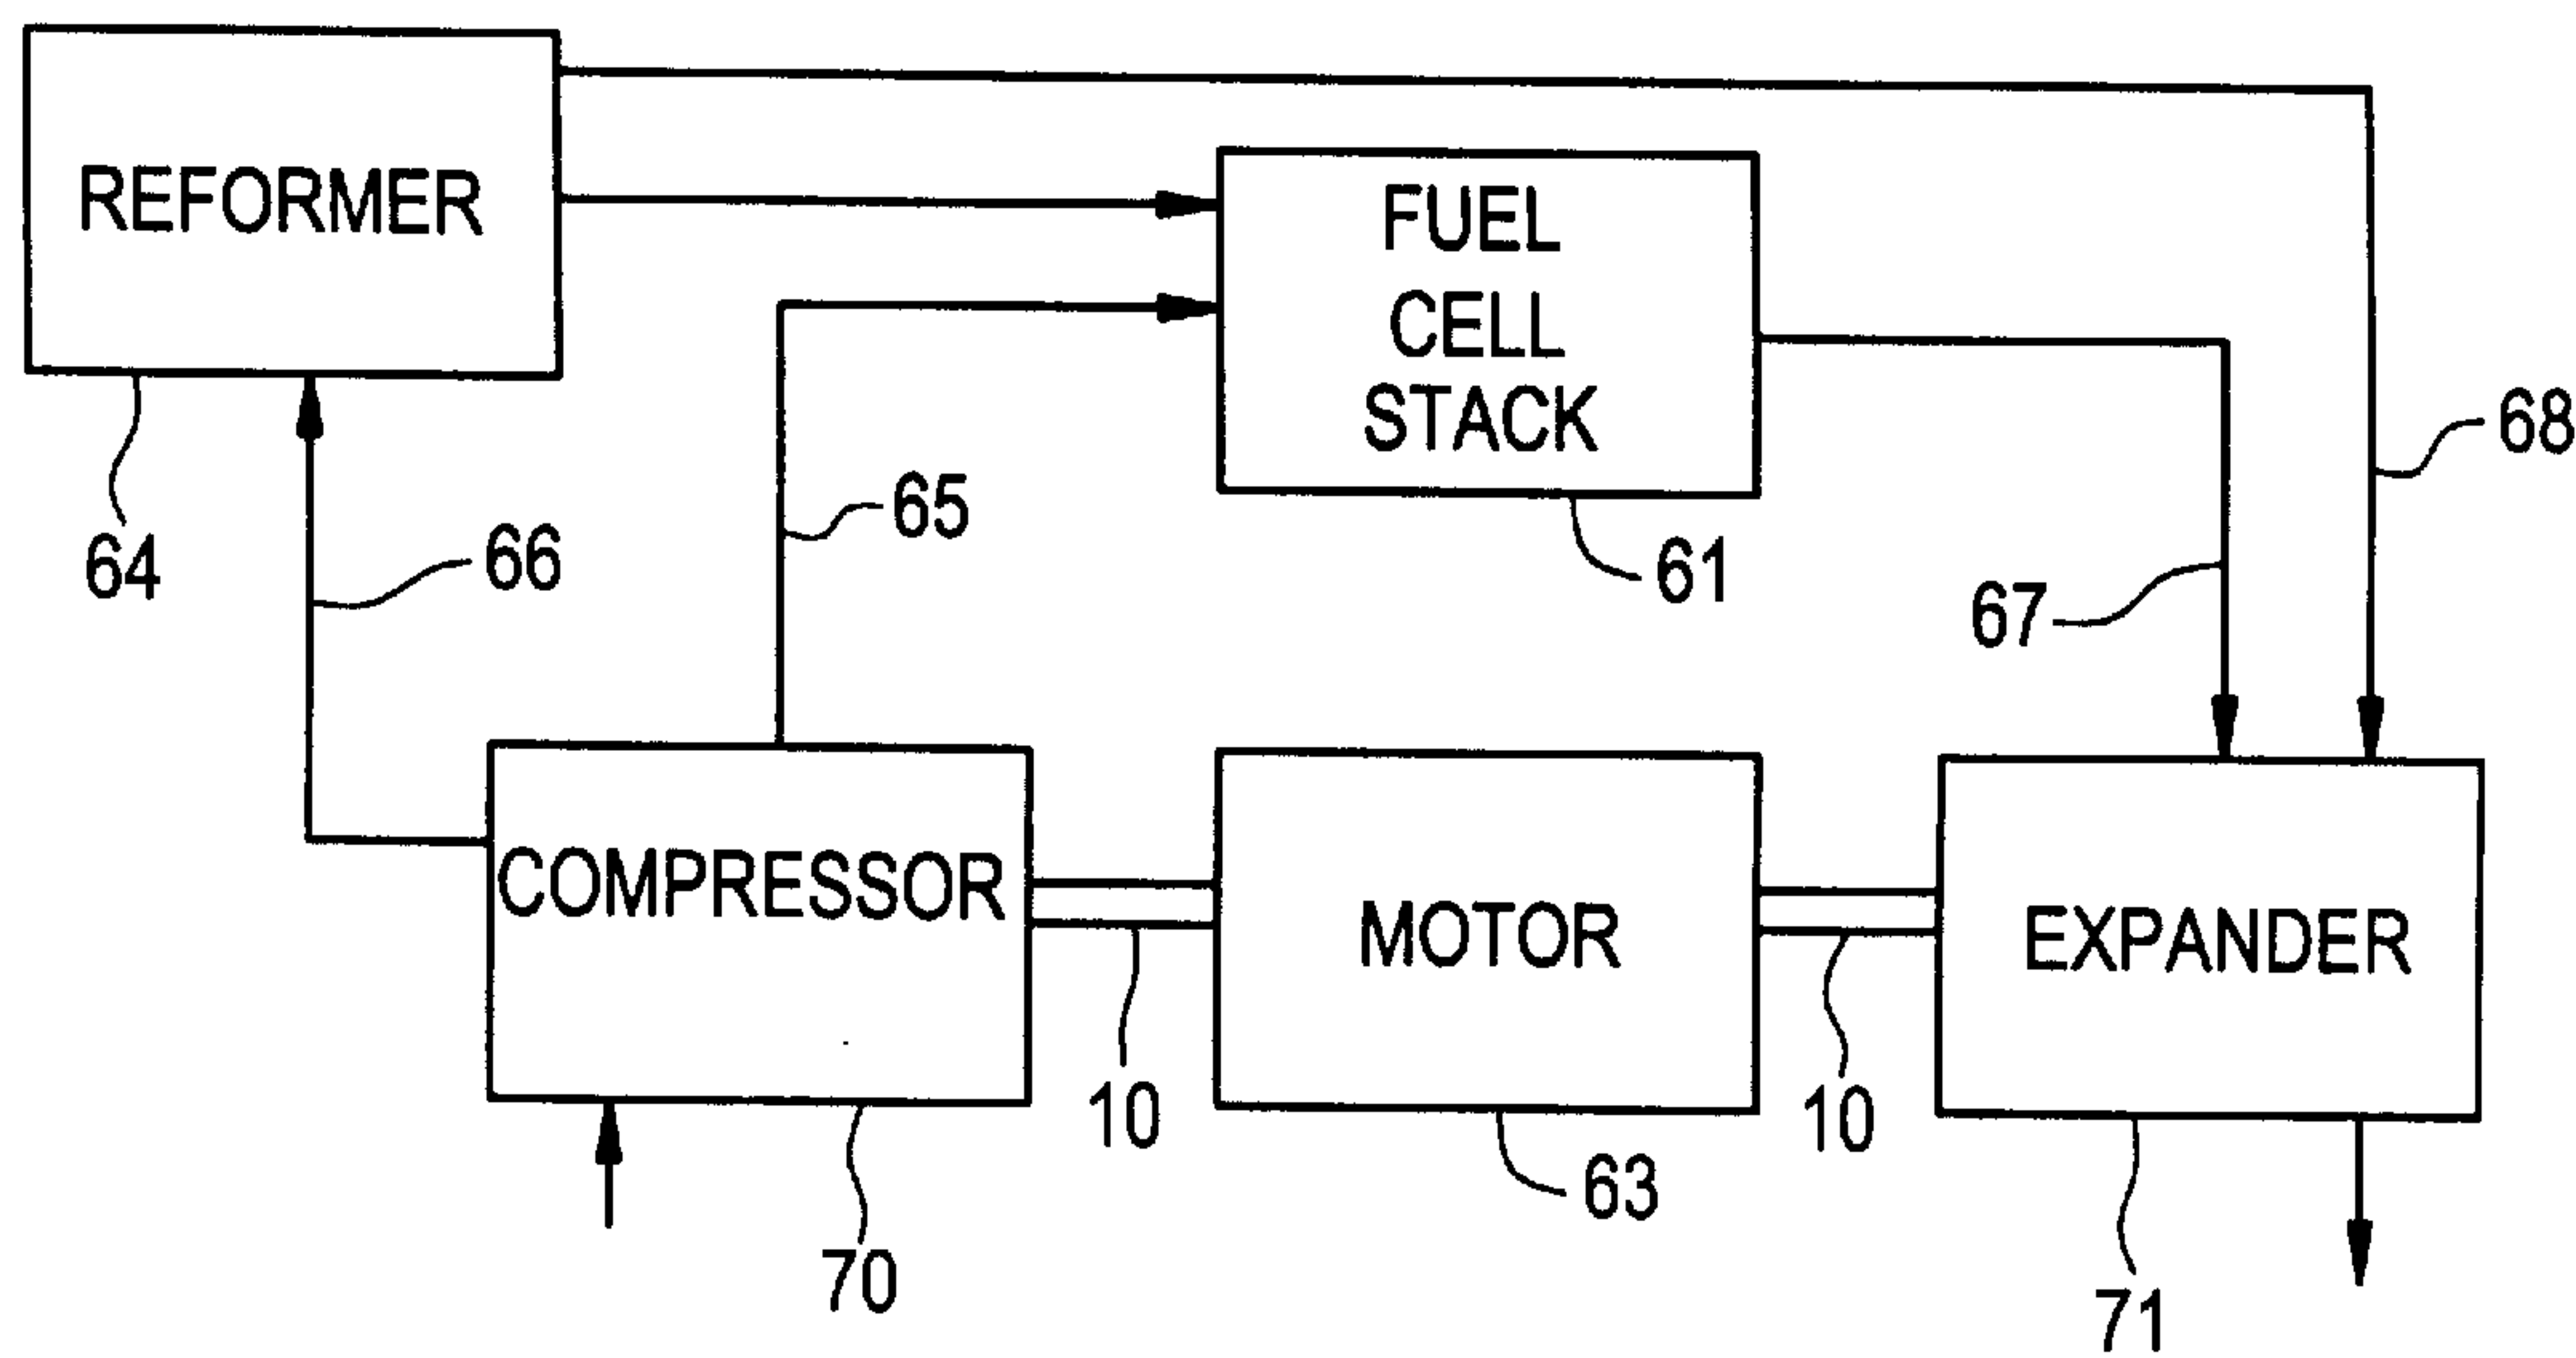 REFORMER
FUEL
CELL
STACK
68
65
66
64
61
67
COMPRESSOR
MOTOR
EXPANDER
10
10
63
70
71